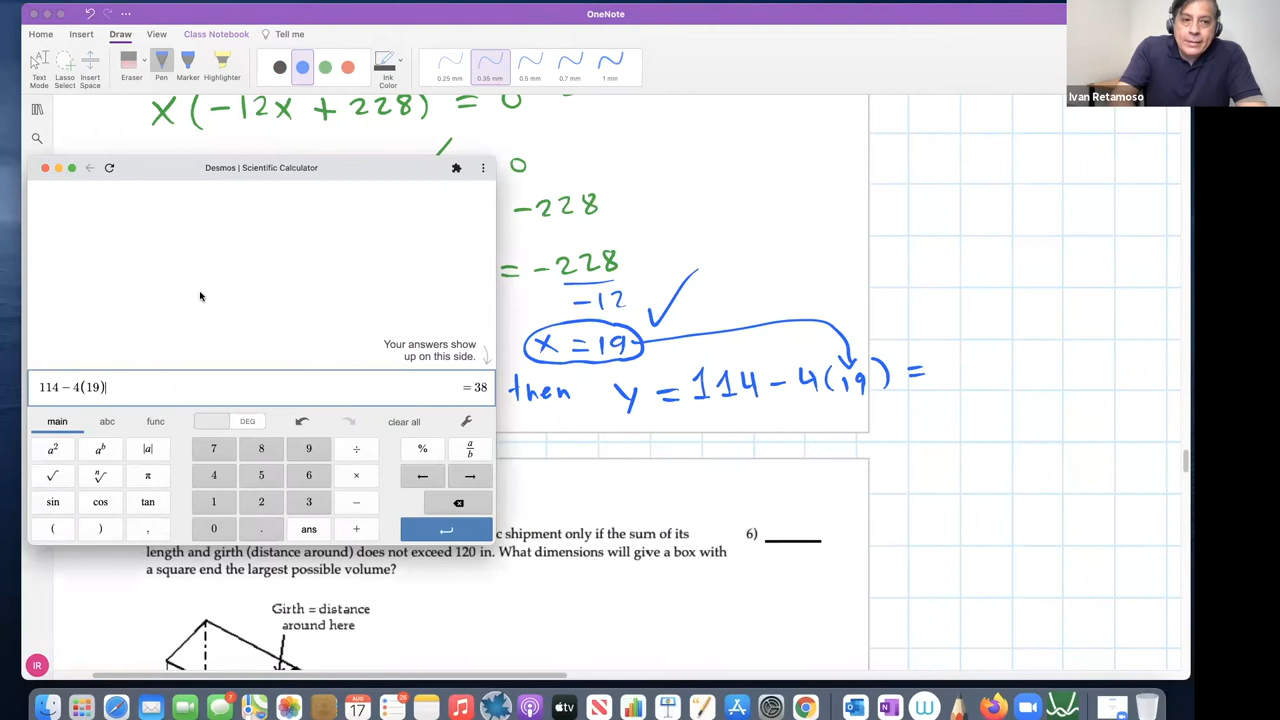 OneNote
Home Insert Draw View Class Notebook Tell me
Text Mode
Lasso Select
Insert Space
Eraser
Pen
Marker
Highlighter
Ink Color
0.25 mm 0.35 mm 0.5 mm 0.7 mm 1 mm
Ivan Retamoso
x(-12x + 228) = 0
0
-228
= -228
-12
x = 19
then y = 114 - 4(19) =
Desmos | Scientific Calculator
Your answers show
up on this side.
114 − 4(19) = 38
main abc func DEG clear all
a² aᵇ |a| 7 8 9 ÷ % a/b
√ ⁿ√ π 4 5 6 × ← →
sin cos tan 1 2 3 −
( ) , 0 . ans +
c shipment only if the sum of its
length and girth (distance around) does not exceed 120 in. What dimensions will give a box with
a square end the largest possible volume?
6)
Girth = distance
around here
IR
7
AUG
17
28
tv